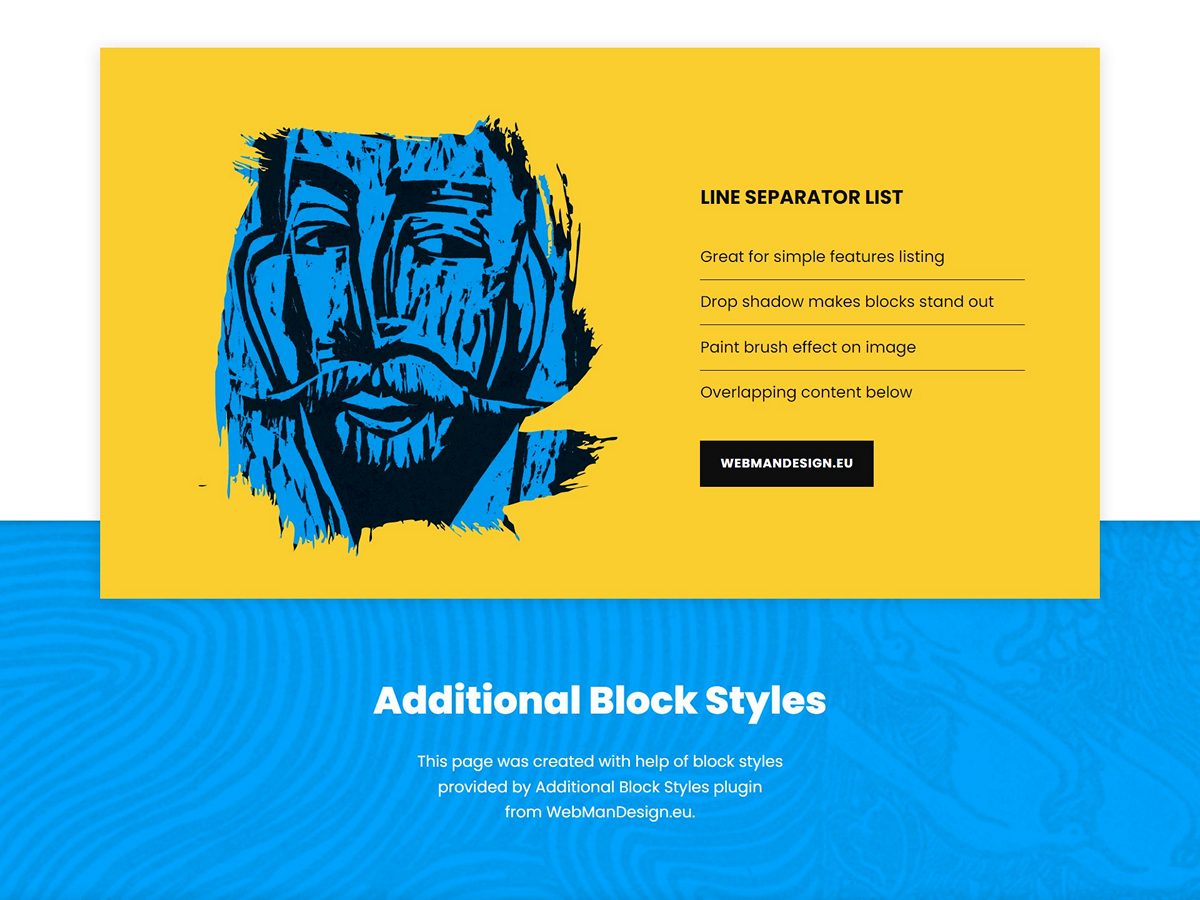 LINE SEPARATOR LIST
Great for simple features listing
Drop shadow makes blocks stand out
Paint brush effect on image
Overlapping content below
WEBMANDESIGN.EU
Additional Block Styles
This page was created with help of block styles
provided by Additional Block Styles plugin
from WebManDesign.eu.